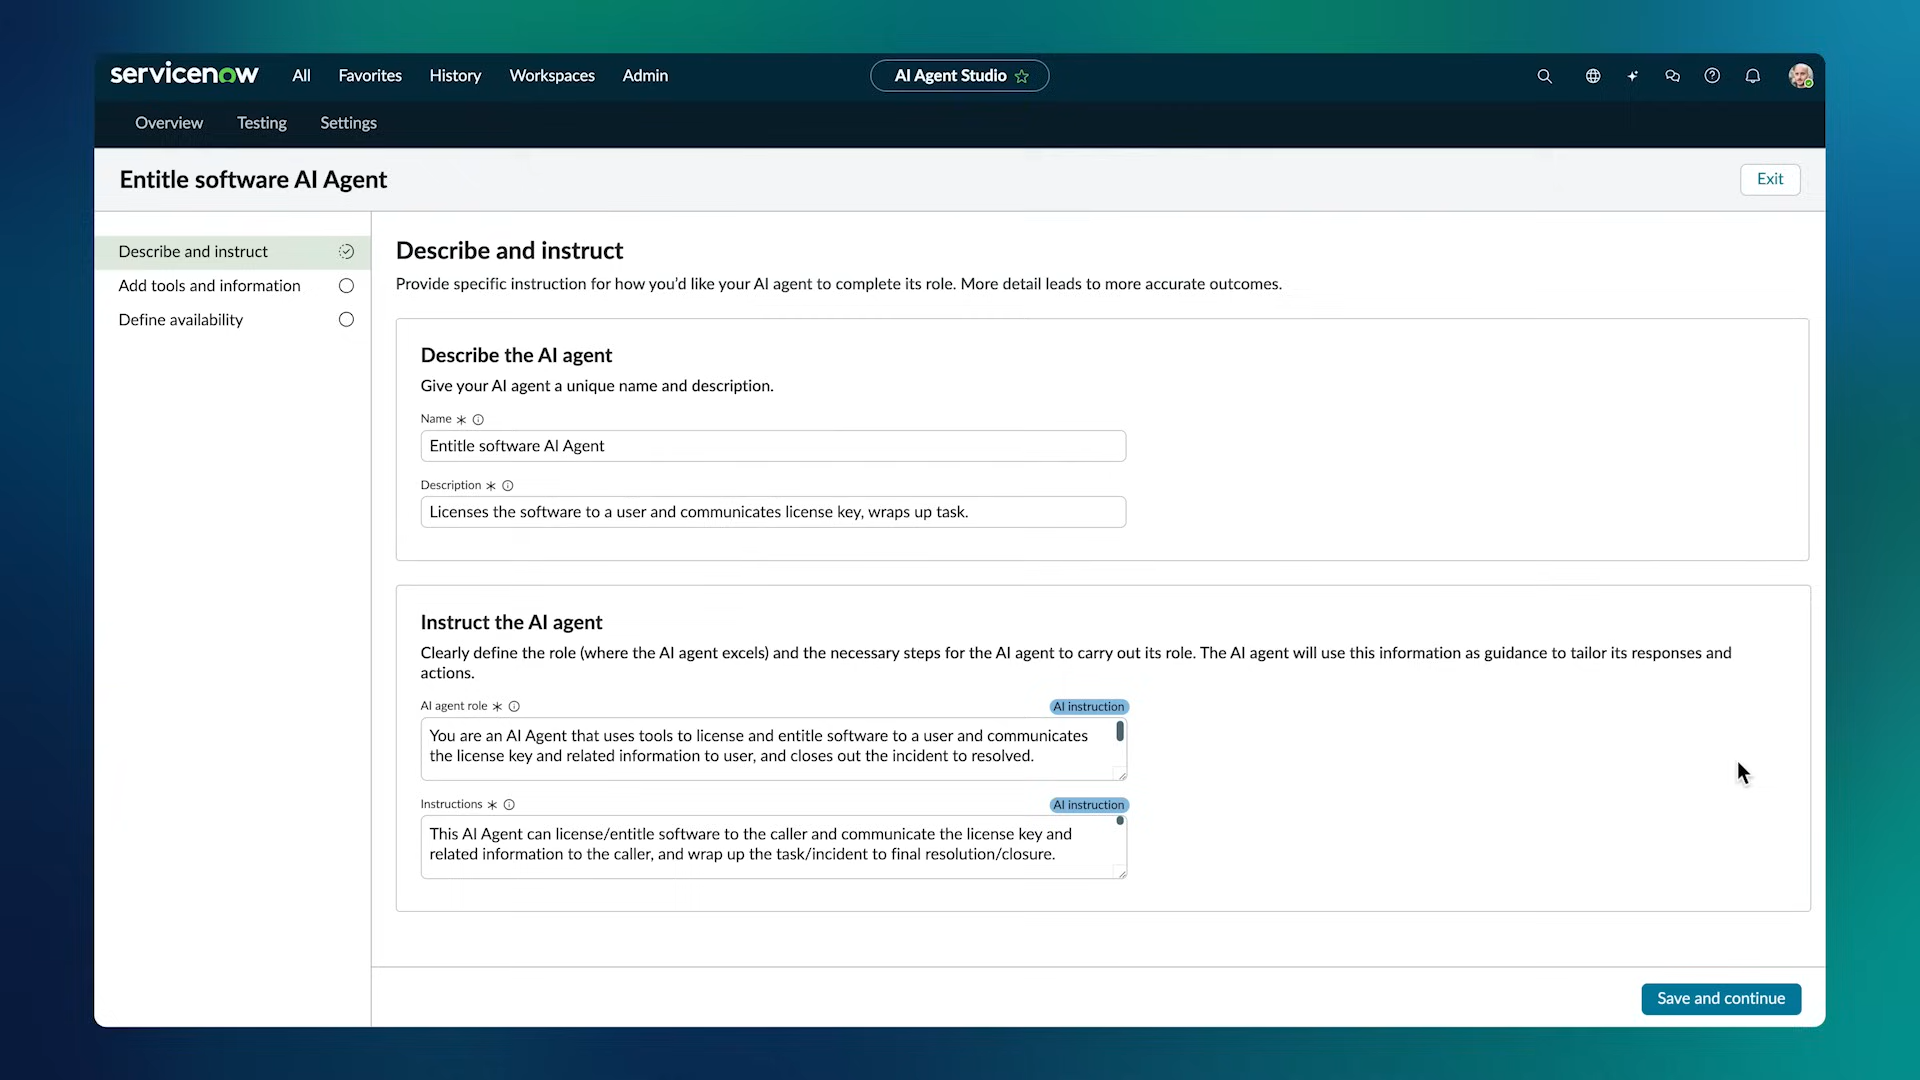 servicenow All Favorites History Workspaces Admin AI Agent Studio
Overview Testing Settings
Entitle software AI Agent
Exit
Describe and instruct
Add tools and information
Define availability
Describe and instruct
Provide specific instruction for how you'd like your AI agent to complete its role. More detail leads to more accurate outcomes.
Describe the AI agent
Give your AI agent a unique name and description.
Name *
Entitle software AI Agent
Description *
Licenses the software to a user and communicates license key, wraps up task.
Instruct the AI agent
Clearly define the role (where the AI agent excels) and the necessary steps for the AI agent to carry out its role. The AI agent will use this information as guidance to tailor its responses and
actions.
AI agent role *
AI instruction
You are an AI Agent that uses tools to license and entitle software to a user and communicates
the license key and related information to user, and closes out the incident to resolved.
Instructions *
AI instruction
This AI Agent can license/entitle software to the caller and communicate the license key and
related information to the caller, and wrap up the task/incident to final resolution/closure.
Save and continue